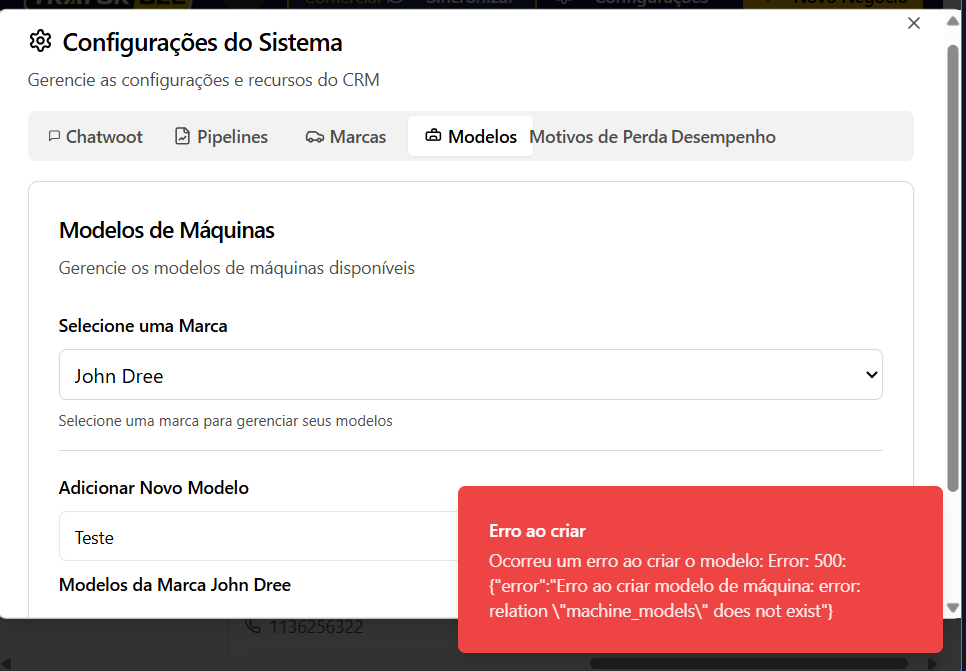 Configurações do Sistema
Gerencie as configurações e recursos do CRM
Chatwoot Pipelines Marcas Modelos Motivos de Perda Desempenho
Modelos de Máquinas
Gerencie os modelos de máquinas disponíveis
Selecione uma Marca
John Dree
Selecione uma marca para gerenciar seus modelos
Adicionar Novo Modelo
Teste
Modelos da Marca John Dree
Erro ao criar
Ocorreu um erro ao criar o modelo: Error: 500:
{"error":"Erro ao criar modelo de máquina: error:
relation \"machine_models\" does not exist"}
1136256322